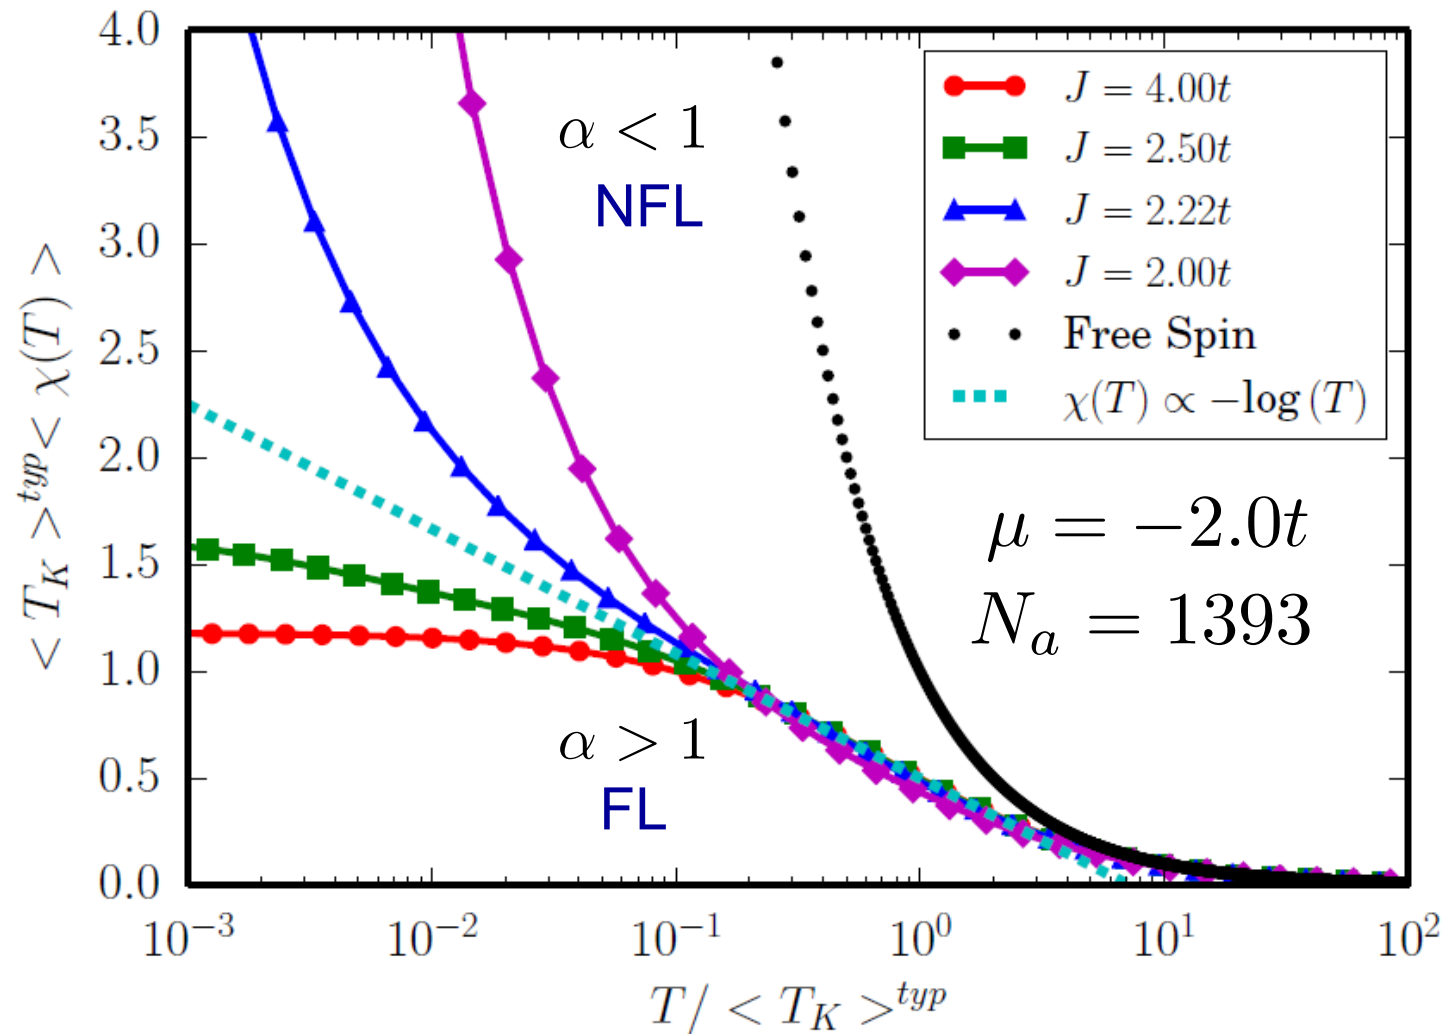 4.0
3.5
3.0
2.5
2.0
1.5
1.0
0.5
0.0
< T_K >^{typ} < χ(T) >
α < 1
NFL
J = 4.00t
J = 2.50t
J = 2.22t
J = 2.00t
Free Spin
χ(T) ∝ −log (T)
μ = −2.0t
N_a = 1393
α > 1
FL
10^{-3} 10^{-2} 10^{-1} 10^0 10^1 10^2
T/ < T_K >^{typ}